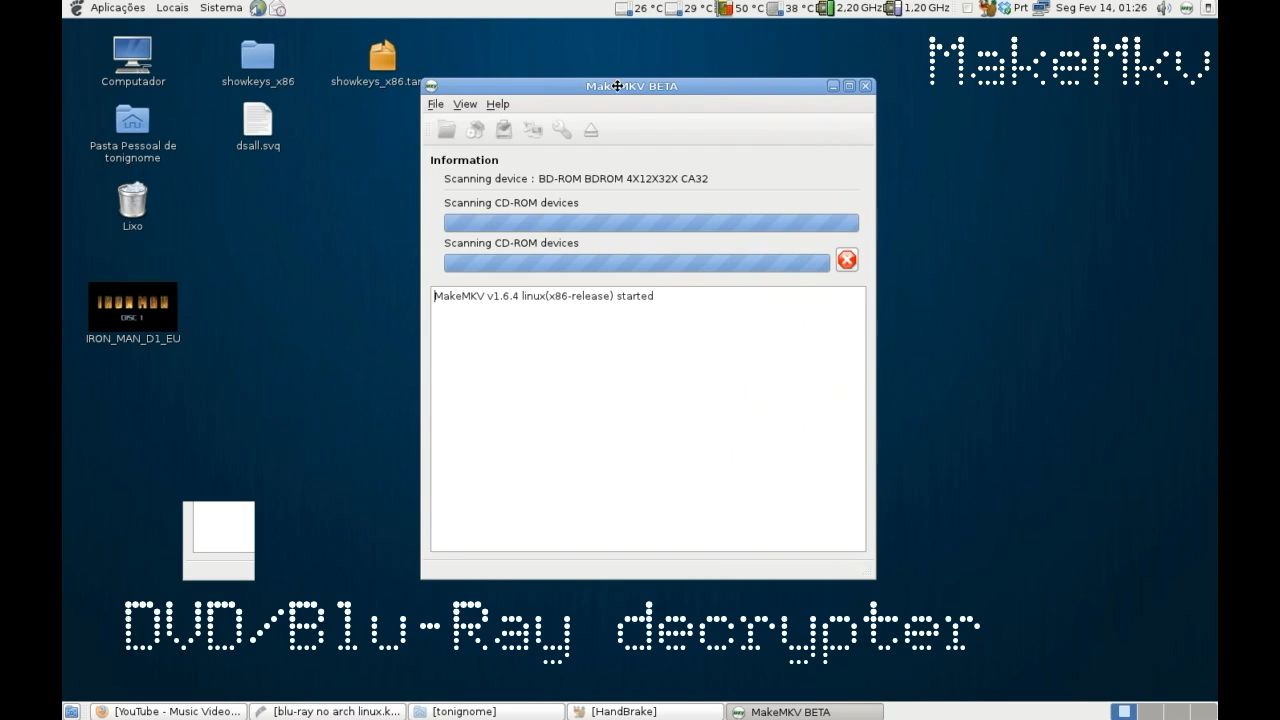 Aplicações Locais Sistema 26 °C 29 °C 50 °C 38 °C 2,20 GHz 1,20 GHz Prt Seg Fev 14, 01:26
MakeMkv
Computador
showkeys_x86
showkeys_x86.tar
Pasta Pessoal de
tonignome
dsall.svq
Lixo
IRON MAN
DISC 1
IRON_MAN_D1_EU
MakeMKV BETA
File View Help
Information
Scanning device : BD-ROM BDROM 4X12X32X CA32
Scanning CD-ROM devices
Scanning CD-ROM devices
MakeMKV v1.6.4 linux(x86-release) started
DVD/Blu-Ray decrypter
[YouTube - Music Video... [blu-ray no arch linux.k... [tonignome] [HandBrake] MakeMKV BETA